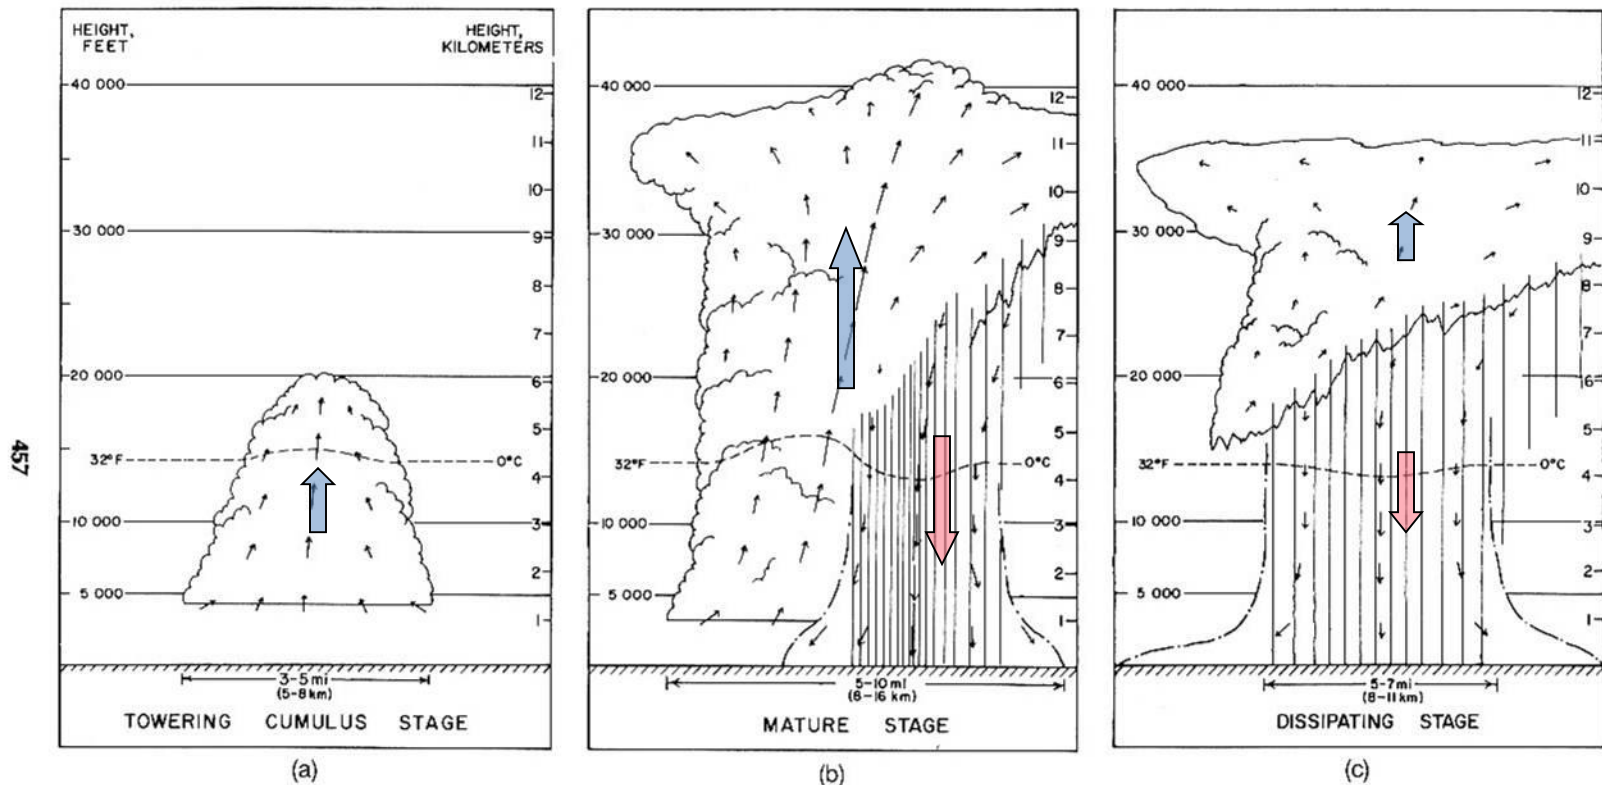 HEIGHT, FEET
HEIGHT, KILOMETERS
40 000
30 000
20 000
32°F
10 000
5 000
12
11
10
9
8
7
6
5
0°C
4
3
2
1
3-5 mi
(5-8 km)
TOWERING CUMULUS STAGE
(a)
457
40 000
30 000
20 000
32°F
10 000
5 000
12
11
10
9
8
7
6
5
0°C
4
3
2
1
5-10 mi
(8-16 km)
MATURE STAGE
(b)
40 000
30 000
20 000
32°F
10 000
5 000
12
11
10
9
8
7
6
5
0°C
4
3
2
1
5-7 mi
(8-11 km)
DISSIPATING STAGE
(c)